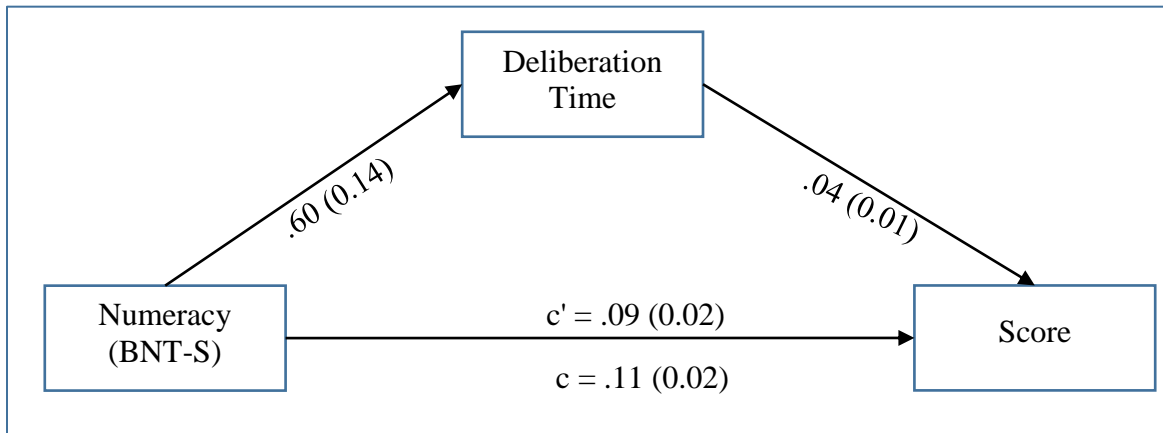 Deliberation
Time
.60 (0.14)
.04 (0.01)
Numeracy
(BNT-S)
c' = .09 (0.02)
c = .11 (0.02)
Score